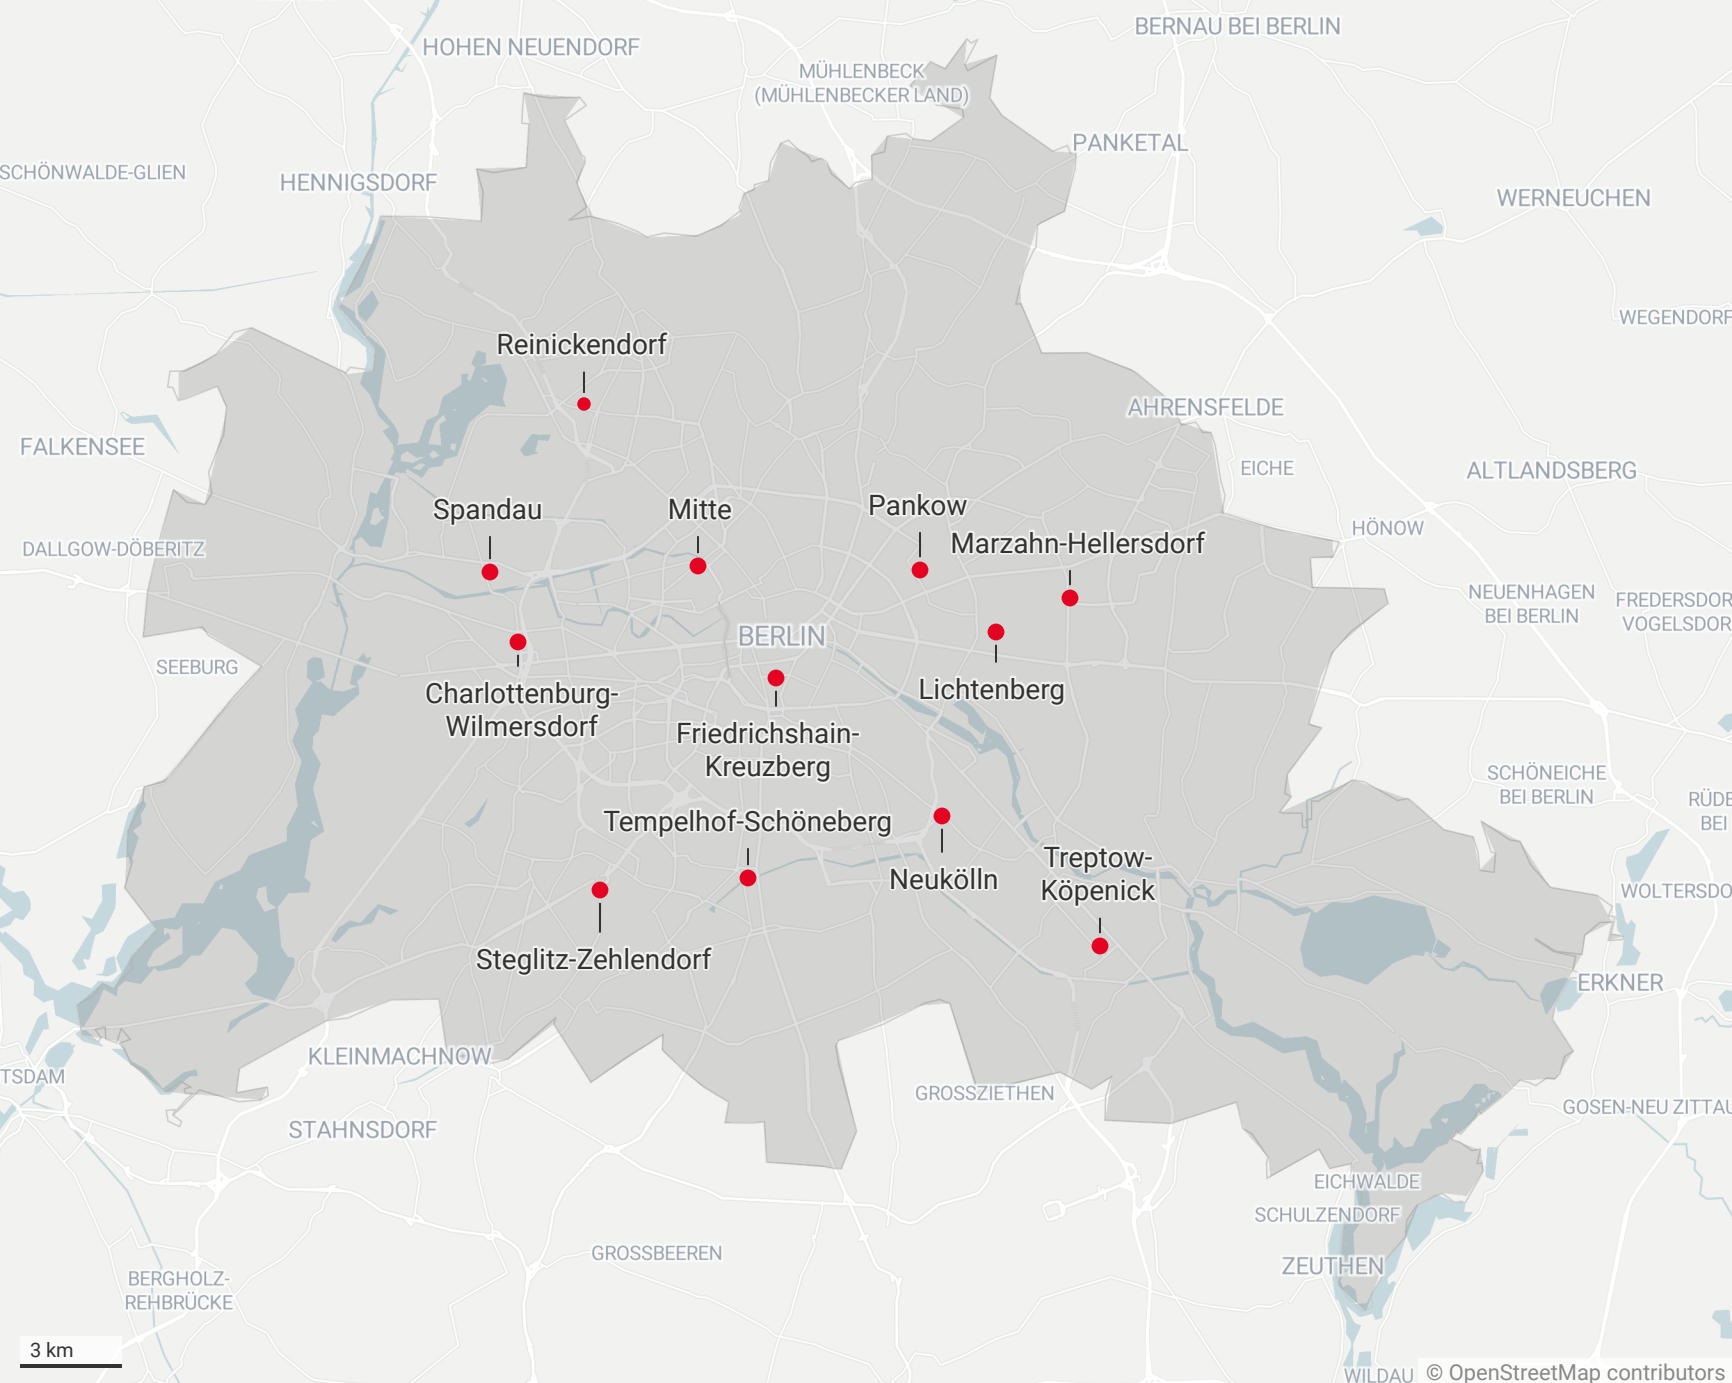 BERNAU BEI BERLIN
HOHEN NEUENDORF
MÜHLENBECK
(MÜHLENBECKER LAND)
PANKETAL
SCHÖNWALDE-GLIEN
HENNIGSDORF
WERNEUCHEN
WEGENDORF
Reinickendorf
AHRENSFELDE
FALKENSEE
EICHE
ALTLANDSBERG
Spandau
Mitte
Pankow
HÖNOW
DALLGOW-DÖBERITZ
Marzahn-Hellersdorf
NEUENHAGEN
BEI BERLIN
FREDERSDOR
VOGELSDOR
BERLIN
SEEBURG
Charlottenburg-
Wilmersdorf
Lichtenberg
Friedrichshain-
Kreuzberg
SCHÖNEICHE
BEI BERLIN
RÜDE
BEI
Tempelhof-Schöneberg
Treptow-
Köpenick
Neukölln
WOLTERSDO
Steglitz-Zehlendorf
ERKNER
KLEINMACHNOW
TSDAM
GROSSZIETHEN
GOSEN-NEU ZITTAU
STAHNSDORF
EICHWALDE
SCHULZENDORF
GROSSBEEREN
ZEUTHEN
BERGHOLZ-
REHBRÜCKE
3 km
WILDAU
© OpenStreetMap contributors